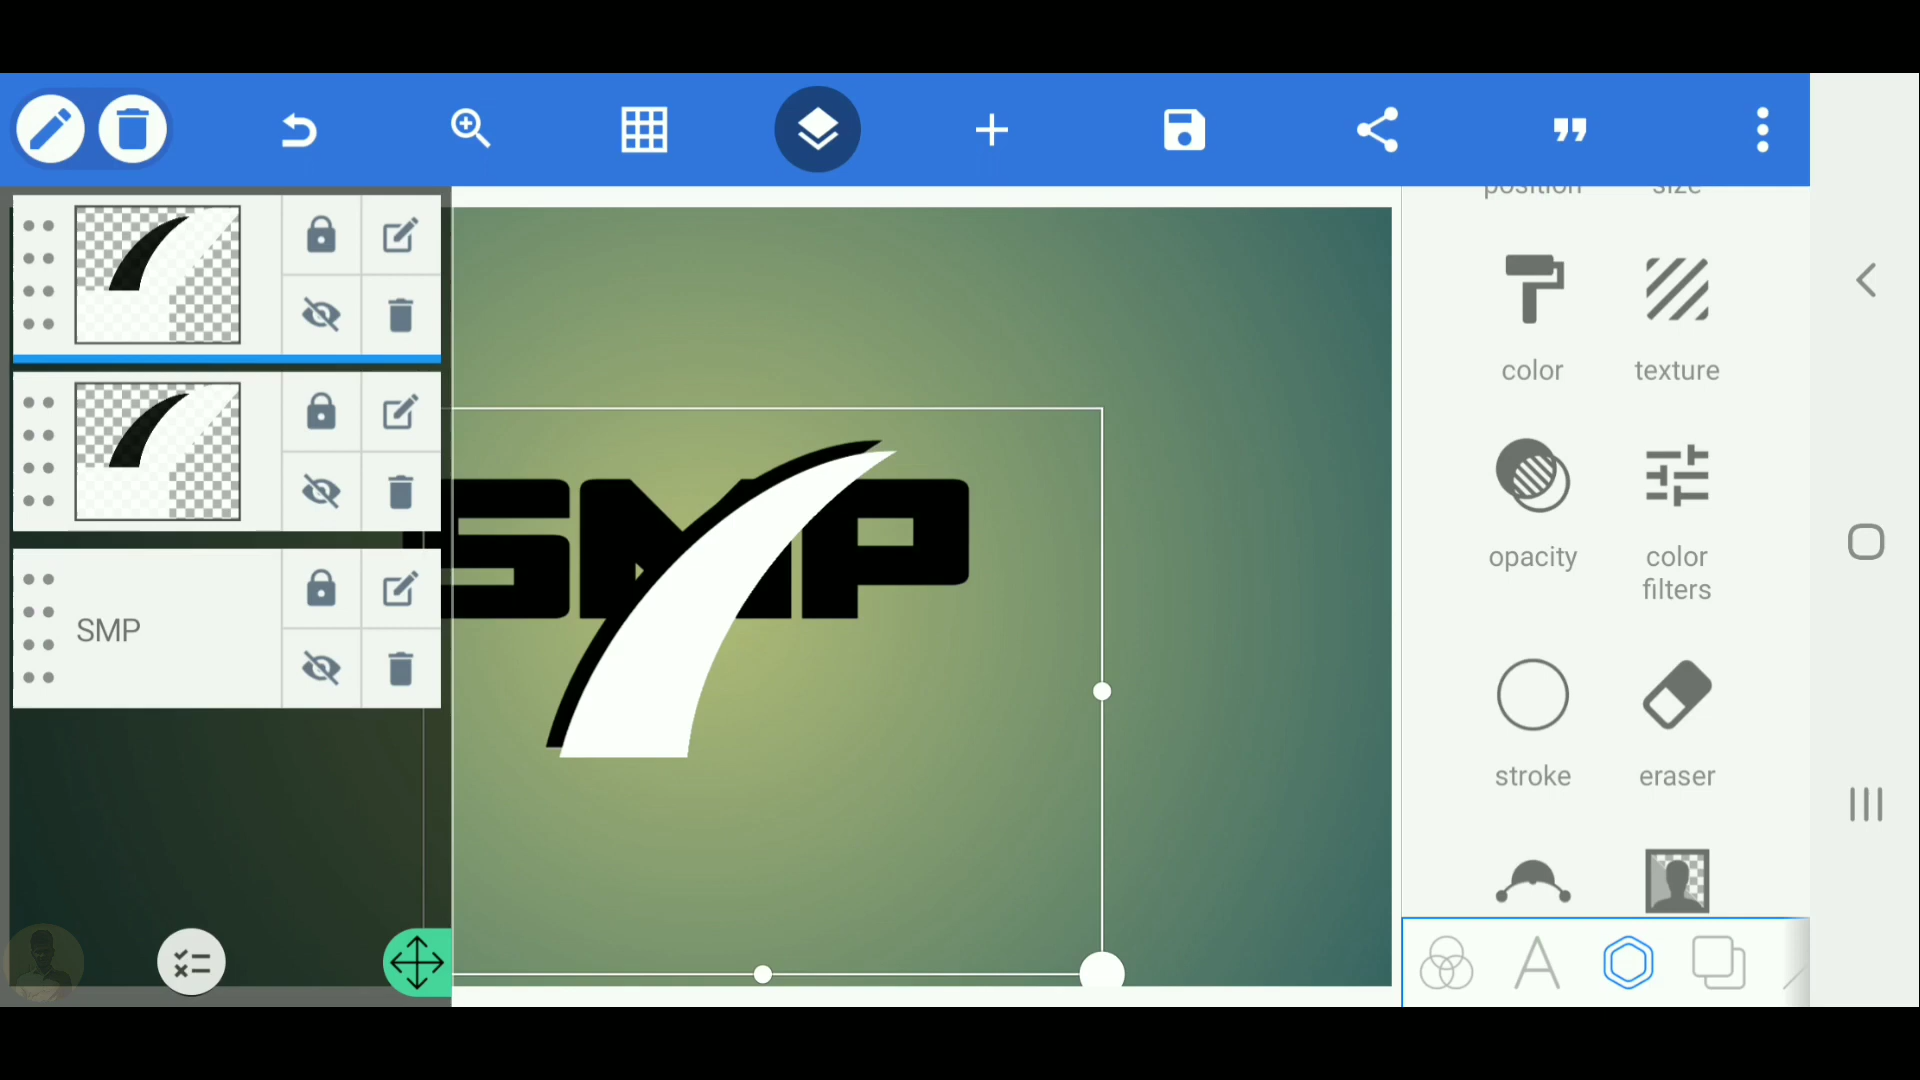 position size
color texture
opacity color
filters
stroke eraser
SMP
SMP